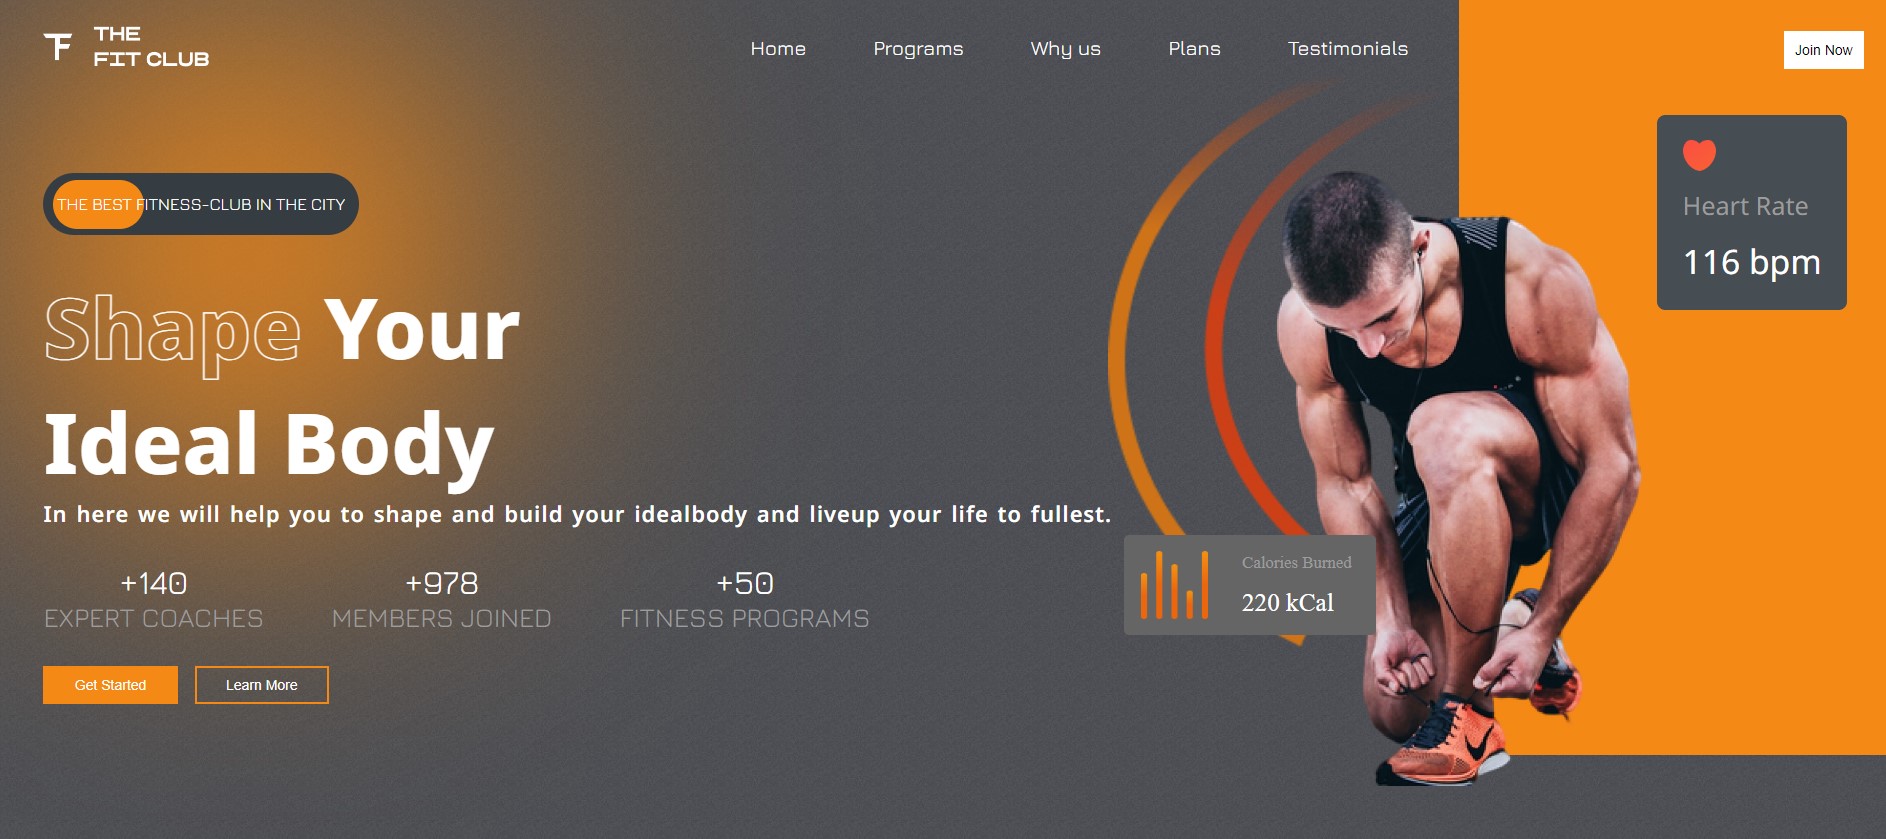 THE
FIT CLUB
Home
Programs
Why us
Plans
Testimonials
Join Now
THE BEST FITNESS-CLUB IN THE CITY
Shape Your
Ideal Body
In here we will help you to shape and build your idealbody and liveup your life to fullest.
+140
EXPERT COACHES
+978
MEMBERS JOINED
+50
FITNESS PROGRAMS
Get Started
Learn More
Heart Rate
116 bpm
Calories Burned
220 kCal